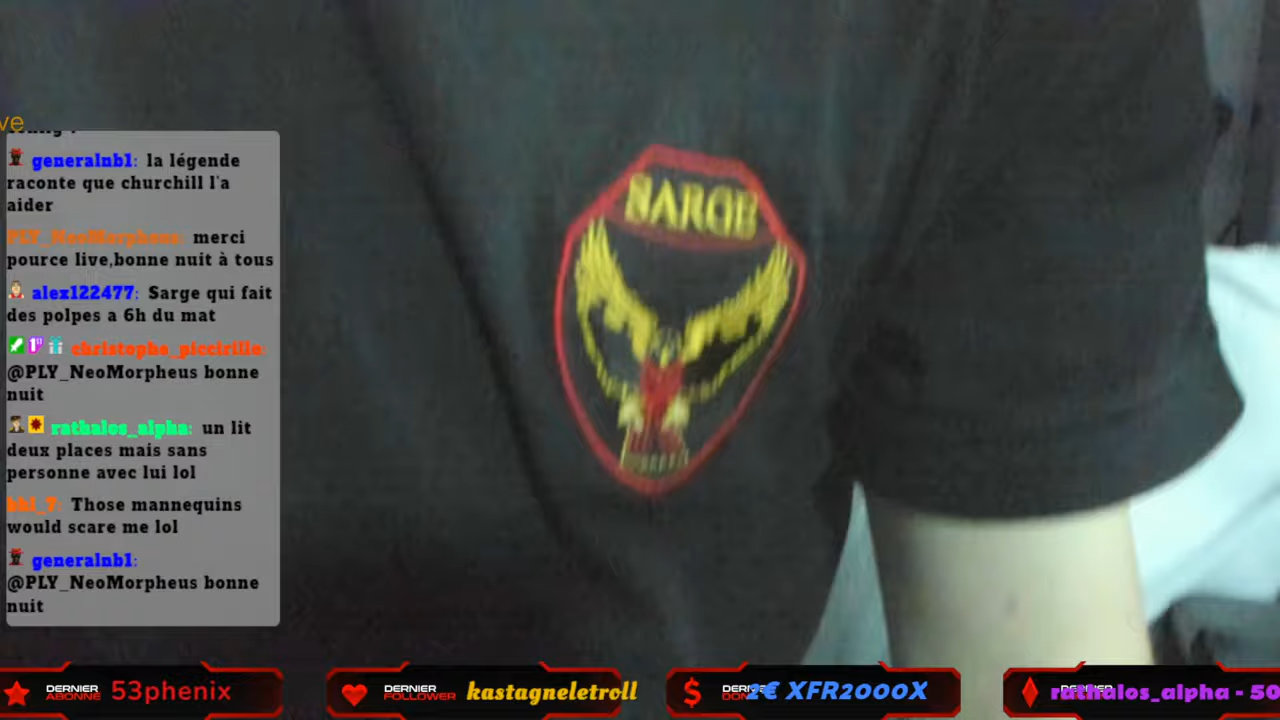 ve
generalnb1: la légende
raconte que churchill l'a
aider
PLY_NeoMorpheus: merci
pource live,bonne nuit à tous
alex122477: Sarge qui fait
des polpes a 6h du mat
christophe_piccirilla:
@PLY_NeoMorpheus bonne
nuit
rathalos_alpha: un lit
deux places mais sans
personne avec lui lol
Those mannequins
would scare me lol
generalnb1:
@PLY_NeoMorpheus bonne
nuit
SARGE
DERNIER
ABONNÉ
53phenix
DERNIER
FOLLOWER
kastagneletroll
2€ XFR2000X
rathalos_alpha - 50